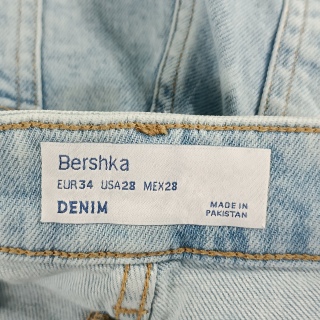 Bershka
EUR34 USA28 MEX28
DENIM
MADE IN
PAKISTAN